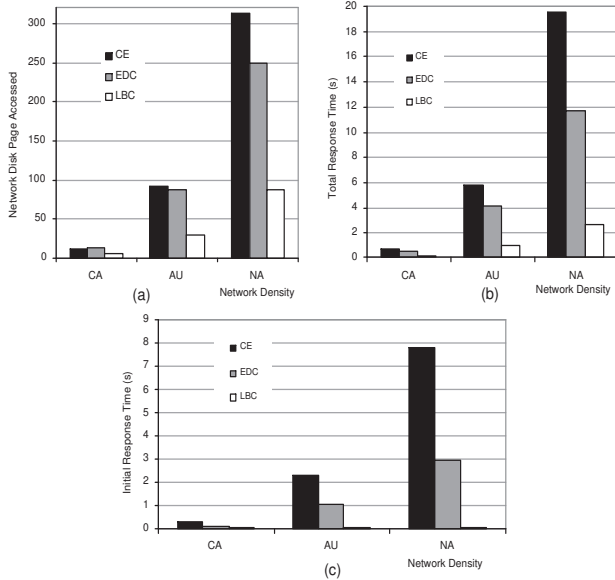 Network Disk Page Accessed
300
250
200
150
100
50
0
CE
EDC
LBC
CA
AU
NA
Network Density
(a)
Total Response Time (s)
20
18
16
14
12
10
8
6
4
2
0
CE
EDC
LBC
CA
AU
NA
Network Density
(b)
Initial Response Time (s)
9
8
7
6
5
4
3
2
1
0
CE
EDC
LBC
CA
AU
NA
Network Density
(c)